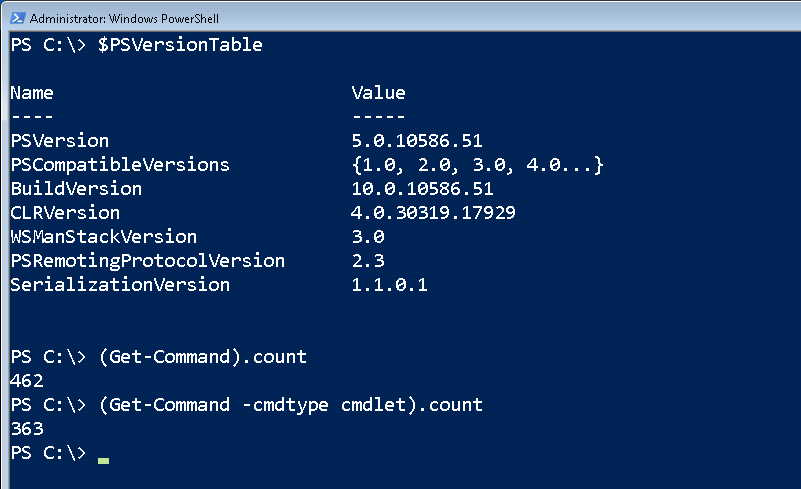 Administrator: Windows PowerShell
PS C:\> $PSVersionTable
Name Value
---- -----
PSVersion 5.0.10586.51
PSCompatibleVersions {1.0, 2.0, 3.0, 4.0...}
BuildVersion 10.0.10586.51
CLRVersion 4.0.30319.17929
WSManStackVersion 3.0
PSRemotingProtocolVersion 2.3
SerializationVersion 1.1.0.1
PS C:\> (Get-Command).count
462
PS C:\> (Get-Command -cmdtype cmdlet).count
363
PS C:\>